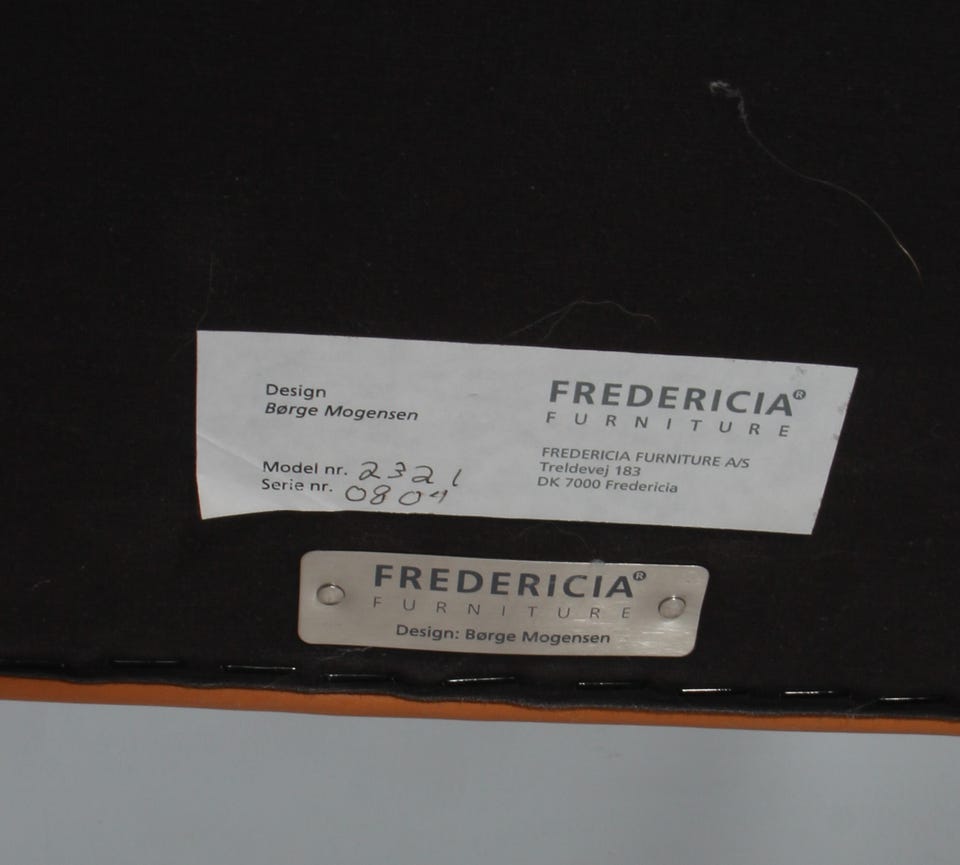 Design
Børge Mogensen
Model nr. 2321
Serie nr. 0804
FREDERICIA®
FURNITURE
FREDERICIA FURNITURE A/S
Treldevej 183
DK 7000 Fredericia
FREDERICIA®
FURNITURE
Design: Børge Mogensen